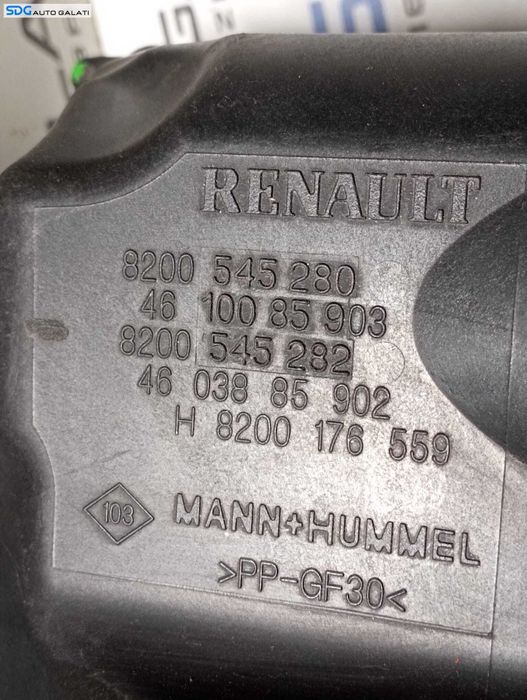 SDG AUTO GALATI
RENAULT
8200 545 280
46 100 85 903
8200 545 282
46 038 85 902
H 8200 176 559
103
MANN+HUMMEL
>PP-GF30<